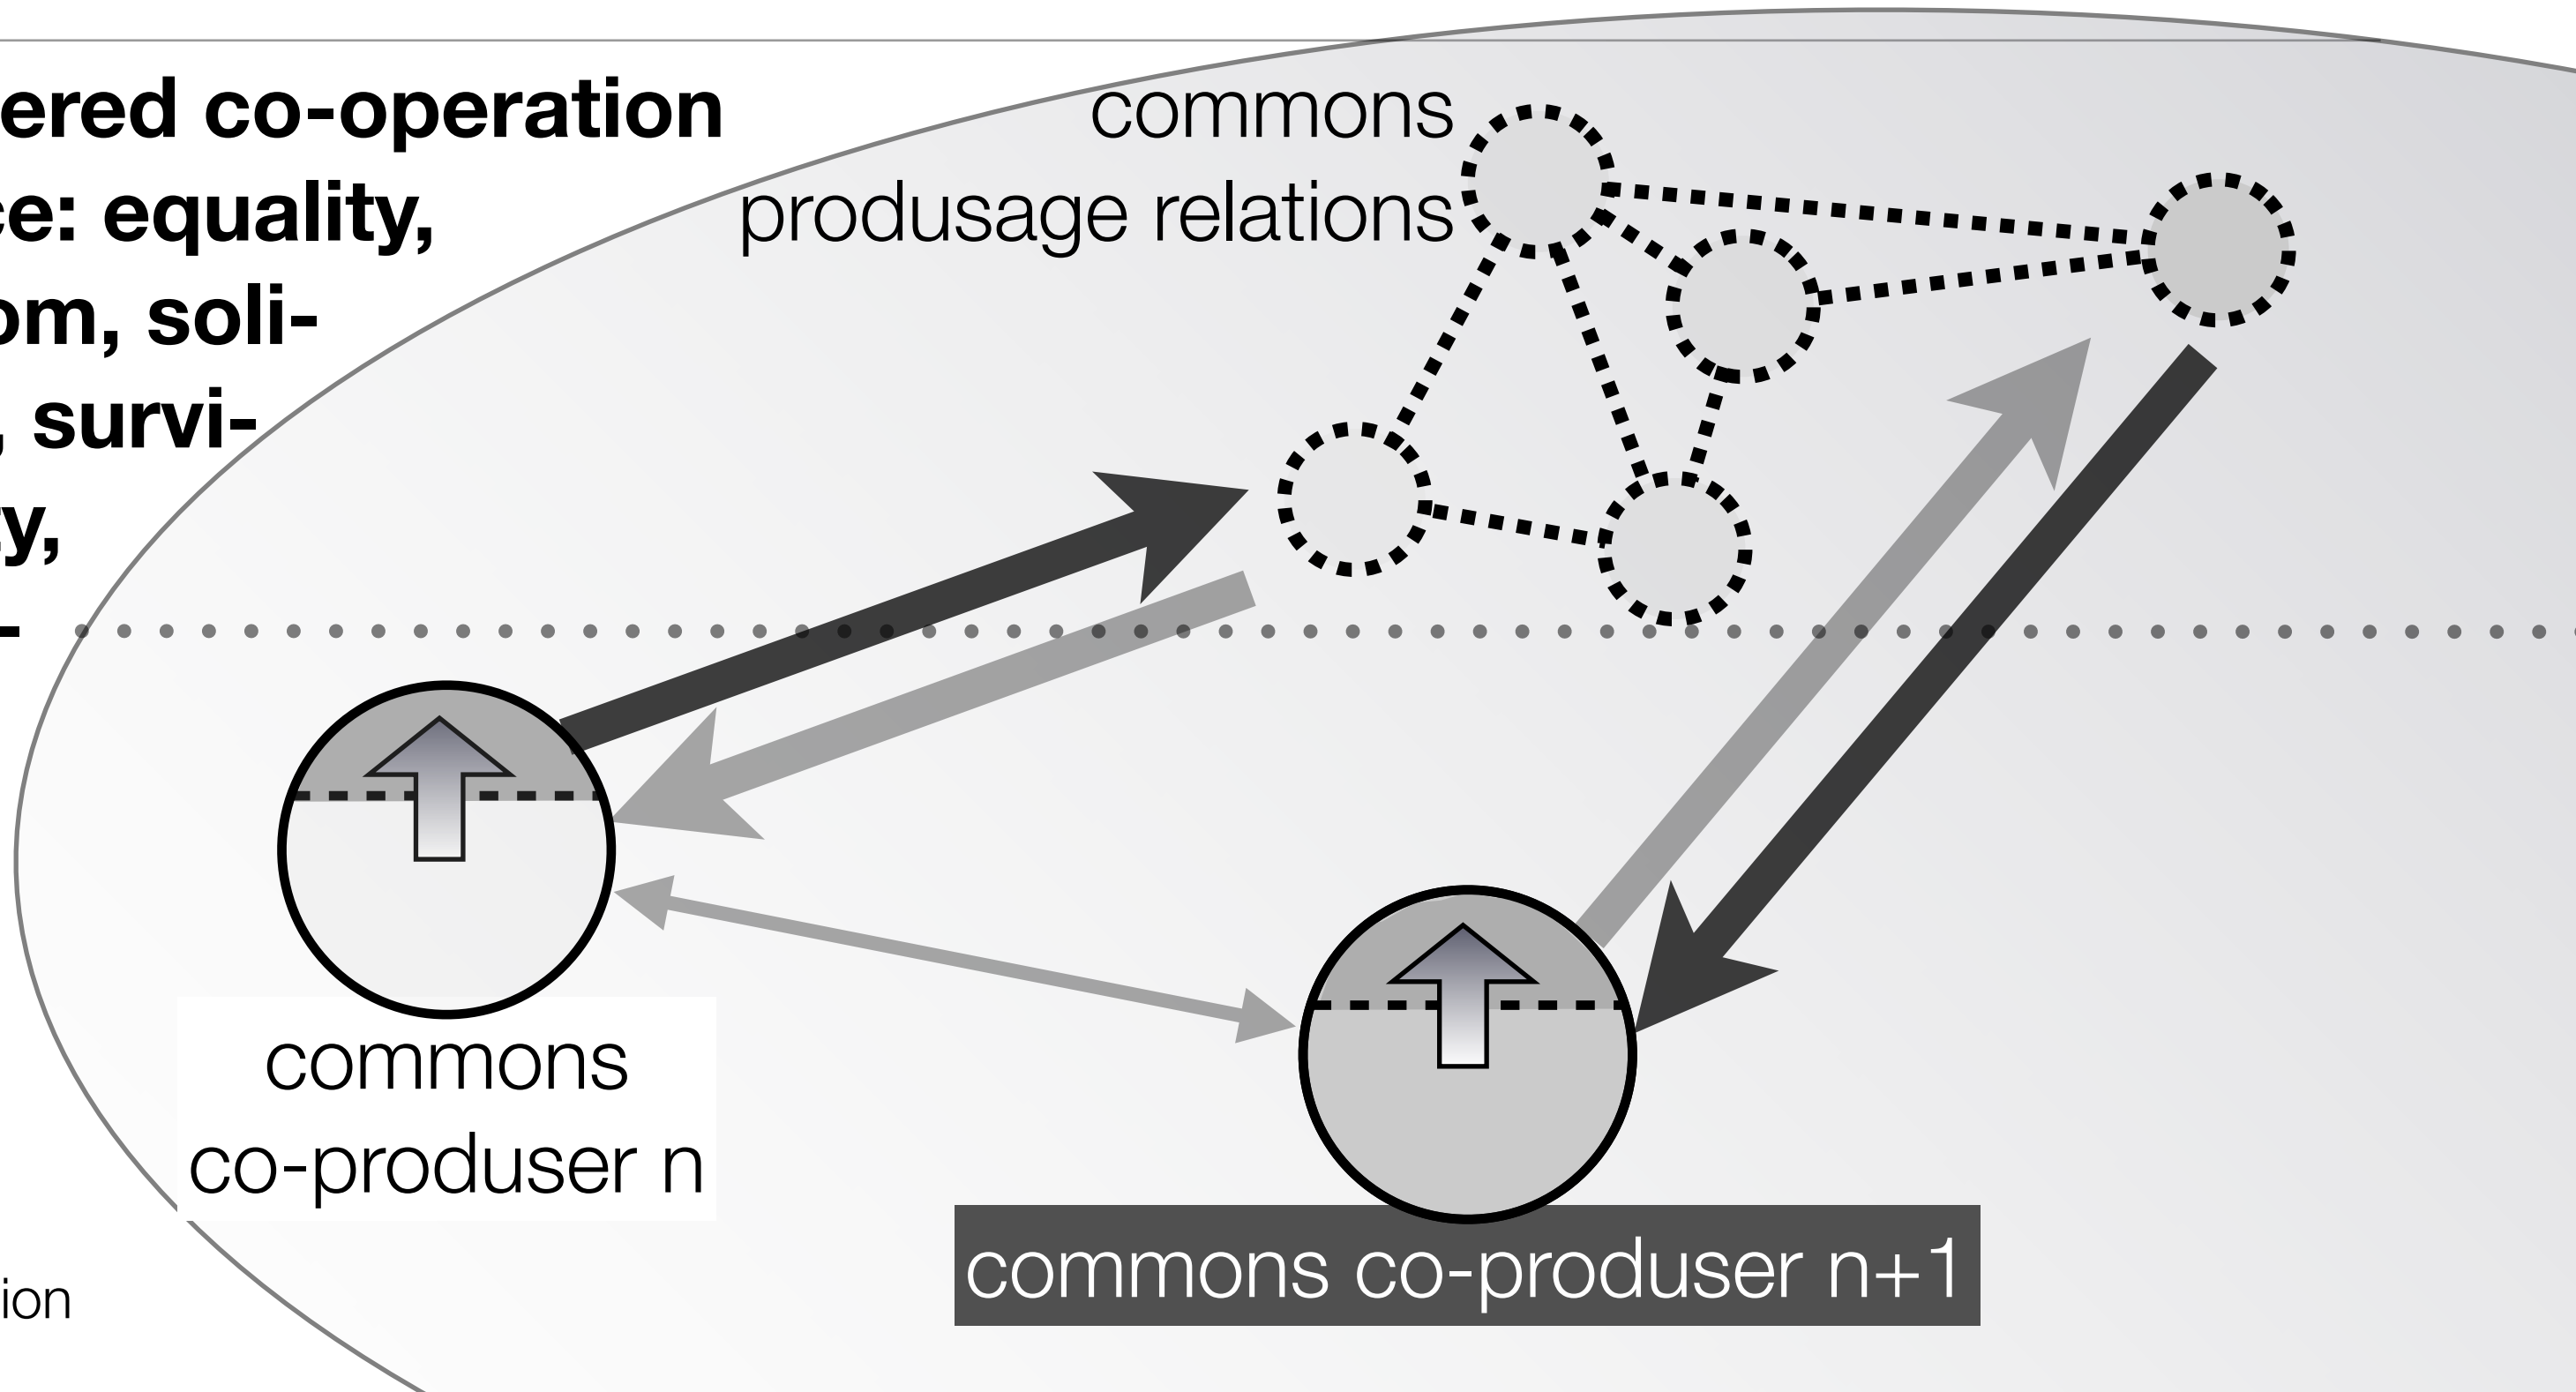 ered co-operation
ce: equality,
om, soli-
, survi-
ty,
-
commons
produsage relations
commons
co-produser n
commons co-produser n+1
ion